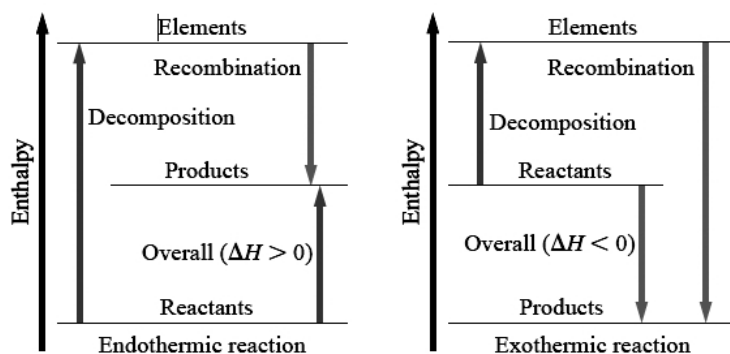 Elements
Recombination
Decomposition
Products
Overall (ΔH > 0)
Reactants
Endothermic reaction
Enthalpy
Elements
Recombination
Decomposition
Reactants
Overall (ΔH < 0)
Products
Exothermic reaction
Enthalpy